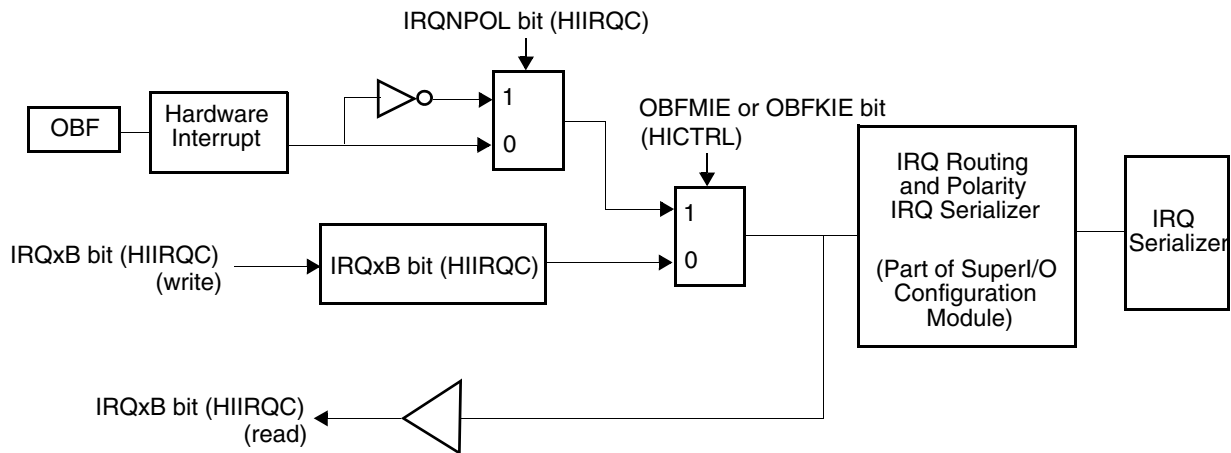 IRQNPOL bit (HIIRQC)
OBF
Hardware
Interrupt
1
0
OBFMIE or OBFKIE bit
(HICTRL)
1
0
IRQ Routing
and Polarity
IRQ Serializer
(Part of SuperI/O
Configuration
Module)
IRQ
Serializer
IRQxB bit (HIIRQC)
(write)
IRQxB bit (HIIRQC)
IRQxB bit (HIIRQC)
(read)